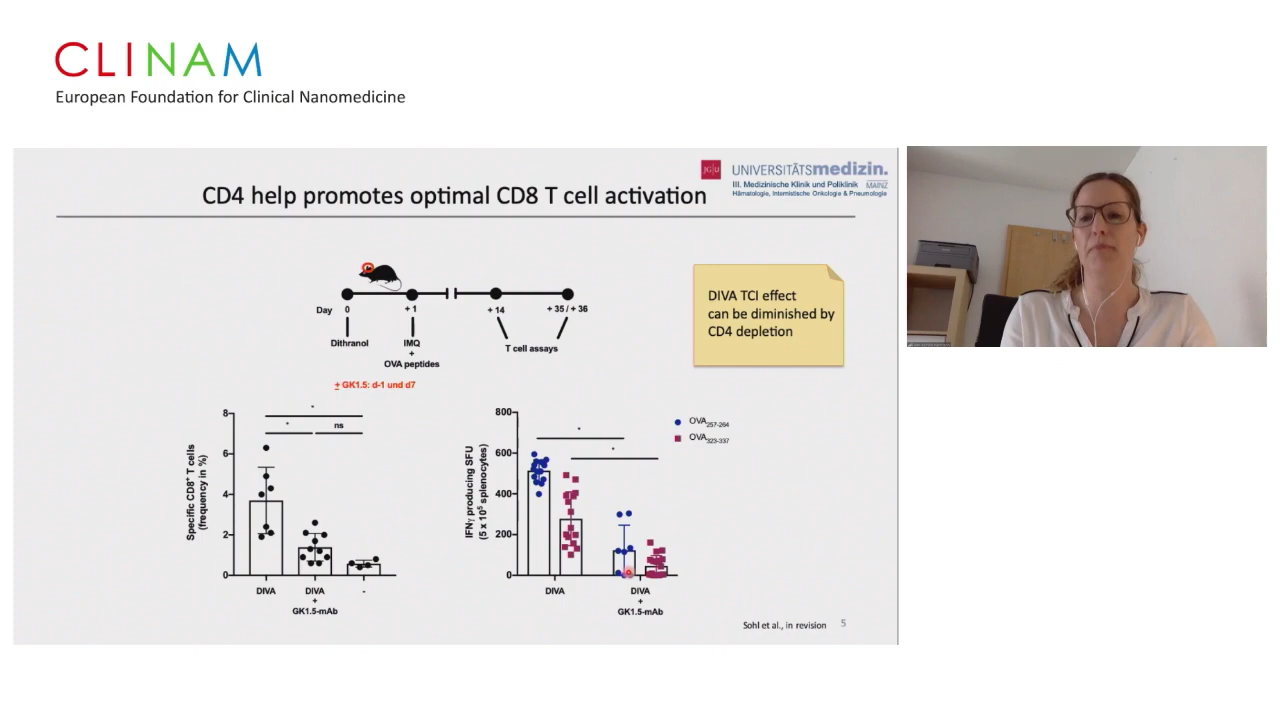 CLINAM
European Foundation for Clinical Nanomedicine
JG|U
UNIVERSITÄTSmedizin.
III. Medizinische Klinik und Poliklinik MAINZ
Hämatologie, Internistische Onkologie & Pneumologie
CD4 help promotes optimal CD8 T cell activation
Day 0 + 1 + 14 + 35 / + 36
Dithranol IMQ T cell assays
+
OVA peptides
± GK1.5: d-1 und d7
DIVA TCI effect
can be diminished by
CD4 depletion
Specific CD8+ T cells
(frequency in %)
8
6
4
2
0
*
* ns
DIVA DIVA -
+
GK1.5-mAb
IFNγ producing SFU
(5 x 10⁵ splenocytes)
800
600
400
200
0
*
*
OVA257-264
OVA323-337
DIVA DIVA
+
GK1.5-mAb
Sohl et al., in revision 5